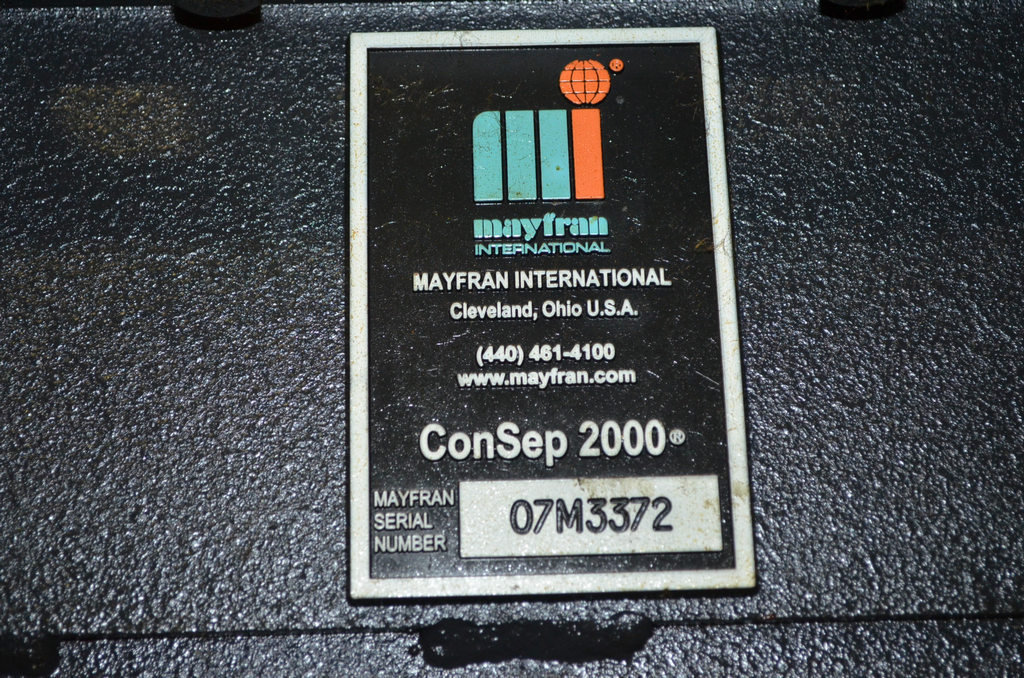 mayfran
INTERNATIONAL
MAYFRAN INTERNATIONAL
Cleveland, Ohio U.S.A.
(440) 461-4100
www.mayfran.com
ConSep 2000®
MAYFRAN
SERIAL
NUMBER
07M3372